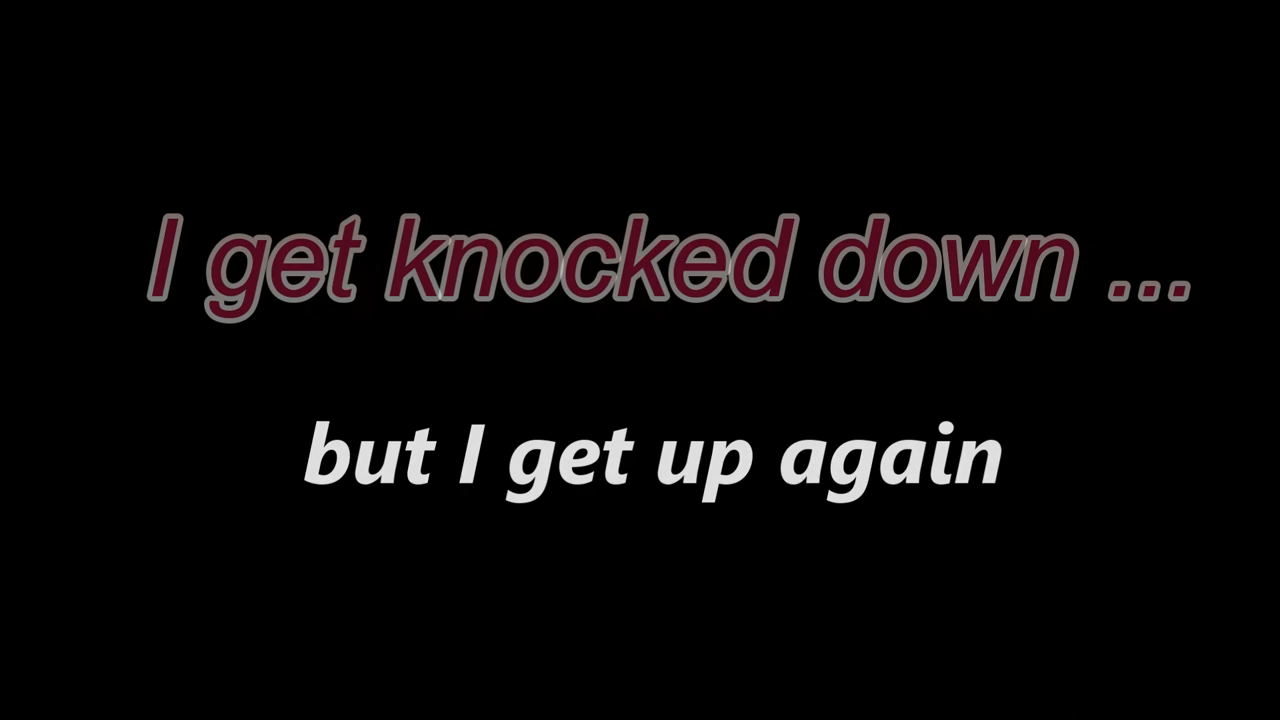 I get knocked down ...
but I get up again